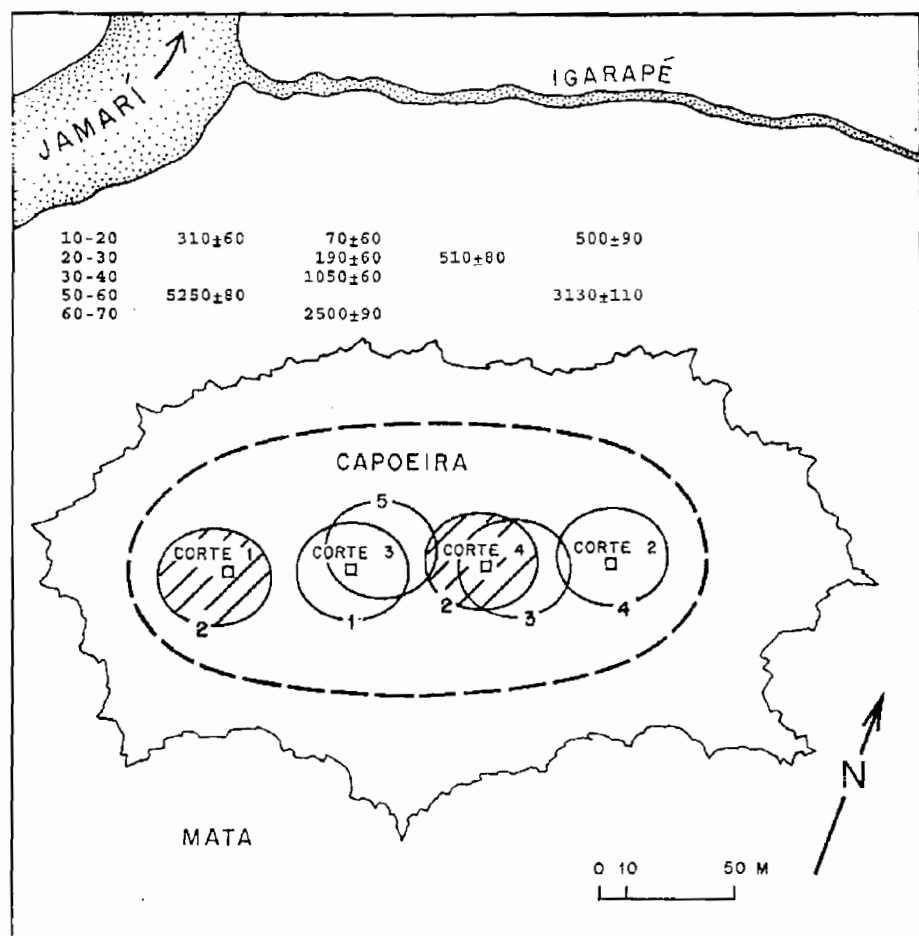 IGARAPÉ
JAMARÍ
10-20 310±60 70±60 500±90
20-30 190±60 510±80
30-40 1050±60
50-60 5250±80 3130±110
60-70 2500±90
CAPOEIRA
5
CORTE 1 CORTE 3 CORTE 4 CORTE 2
2 1 2 3 4
N
MATA
0 10 50 M